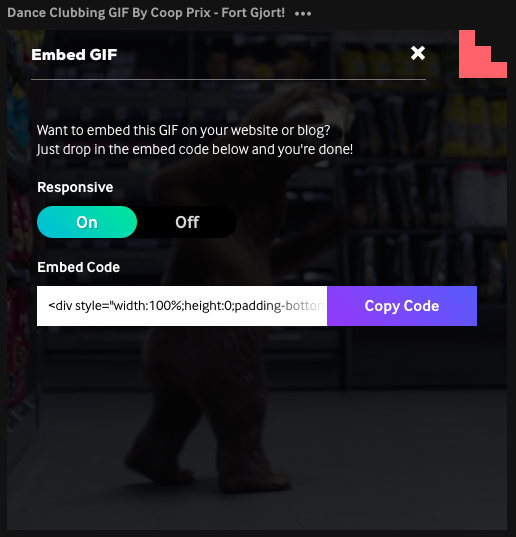 Dance Clubbing GIF By Coop Prix - Fort Gjort! •••
Embed GIF
Want to embed this GIF on your website or blog?
Just drop in the embed code below and you're done!
Responsive
On Off
Embed Code
<div style="width:100%;height:0;padding-bottom Copy Code